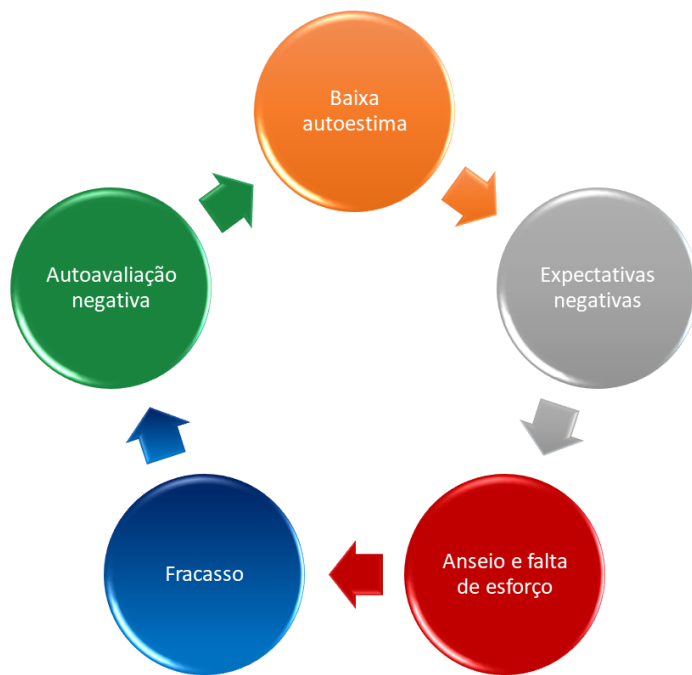 Baixa
autoestima
Expectativas
negativas
Anseio e falta
de esforço
Fracasso
Autoavaliação
negativa